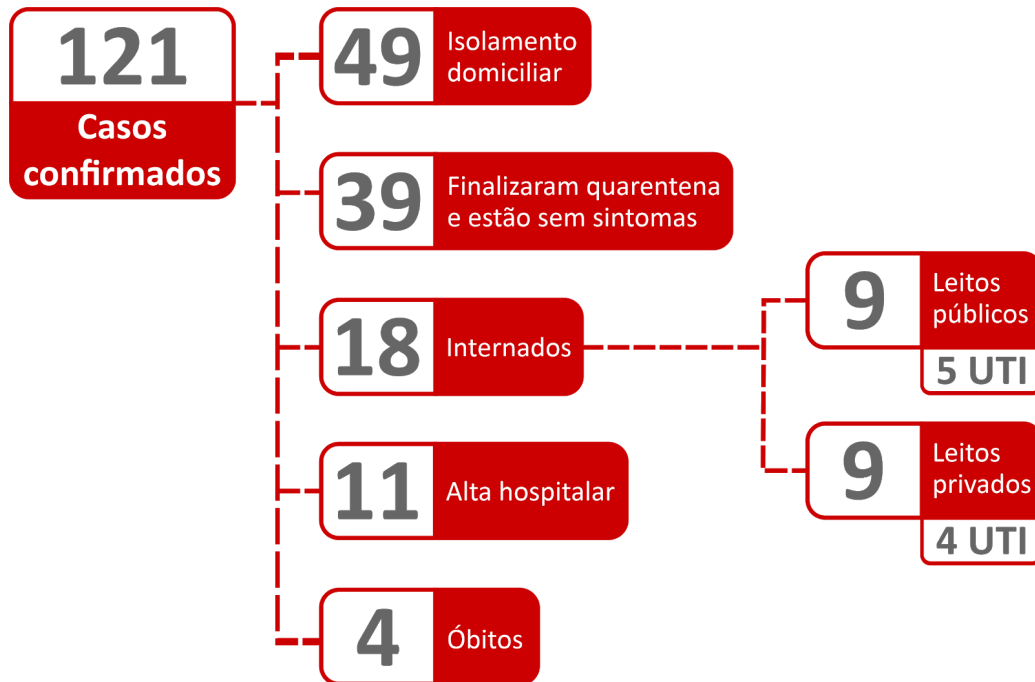 121
Casos
confirmados
49
Isolamento
domiciliar
39
Finalizaram quarentena
e estão sem sintomas
18
Internados
9
Leitos
públicos
5 UTI
9
Leitos
privados
4 UTI
11
Alta hospitalar
4
Óbitos